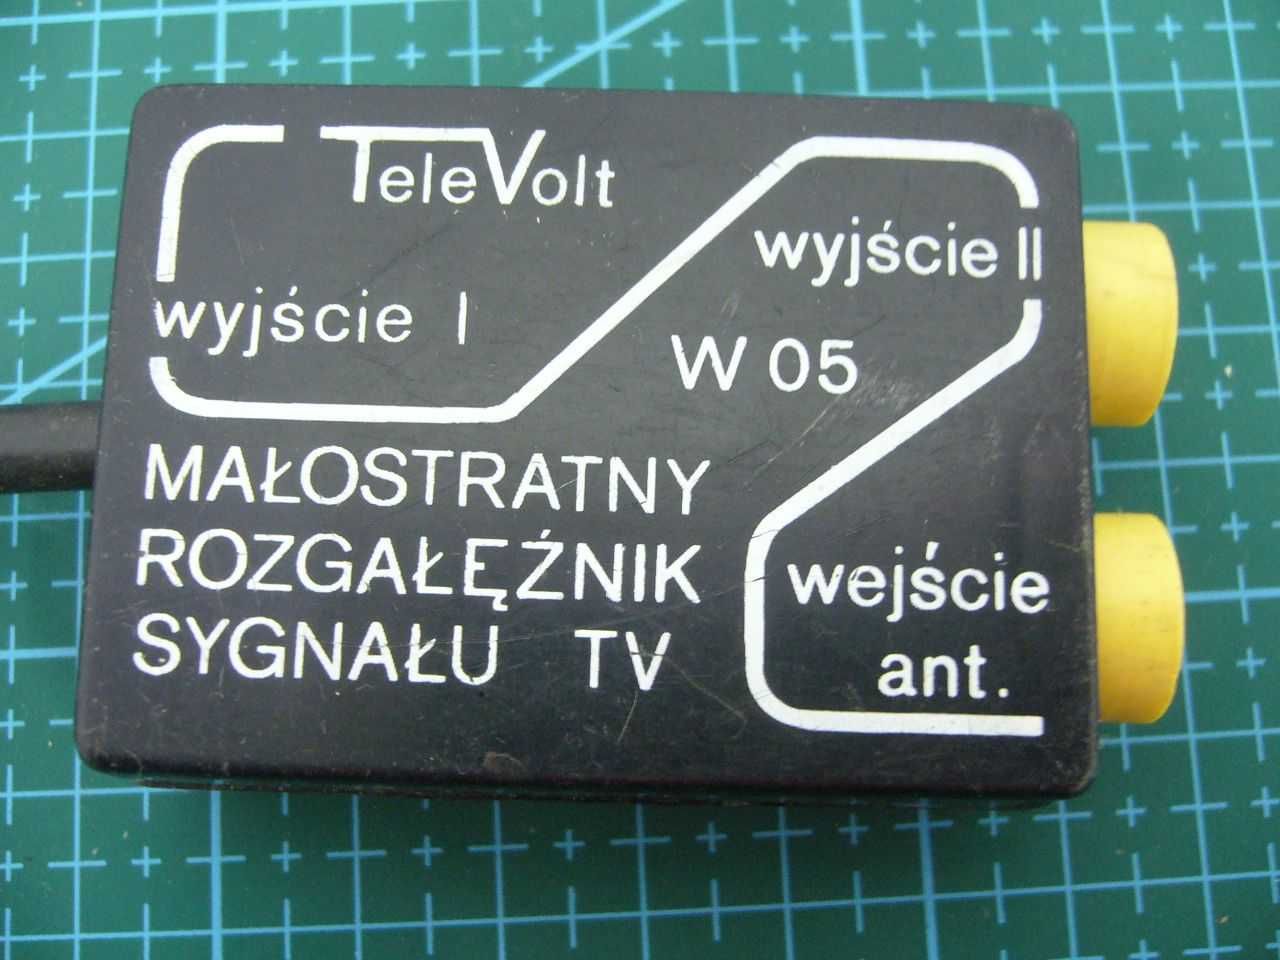 TeleVolt
wyjście I
wyjście II
W 05
MAŁOSTRATNY
ROZGAŁĘŹNIK
SYGNAŁU TV
wejście
ant.